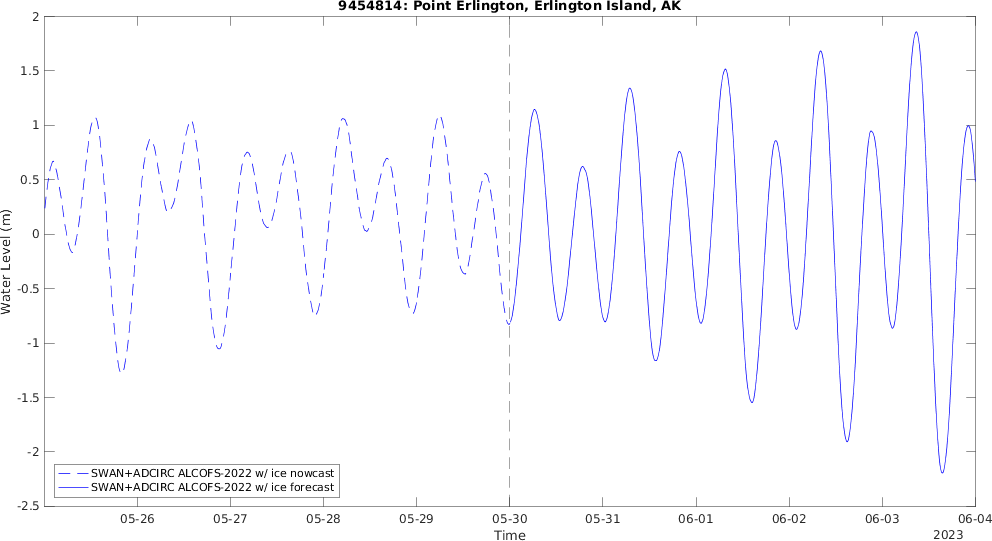 9454814: Point Erlington, Erlington Island, AK
Water Level (m)
2
1.5
1
0.5
0
-0.5
-1
-1.5
-2
-2.5
SWAN+ADCIRC ALCOFS-2022 w/ ice nowcast
SWAN+ADCIRC ALCOFS-2022 w/ ice forecast
05-26 05-27 05-28 05-29 05-30 05-31 06-01 06-02 06-03 06-04
Time
2023